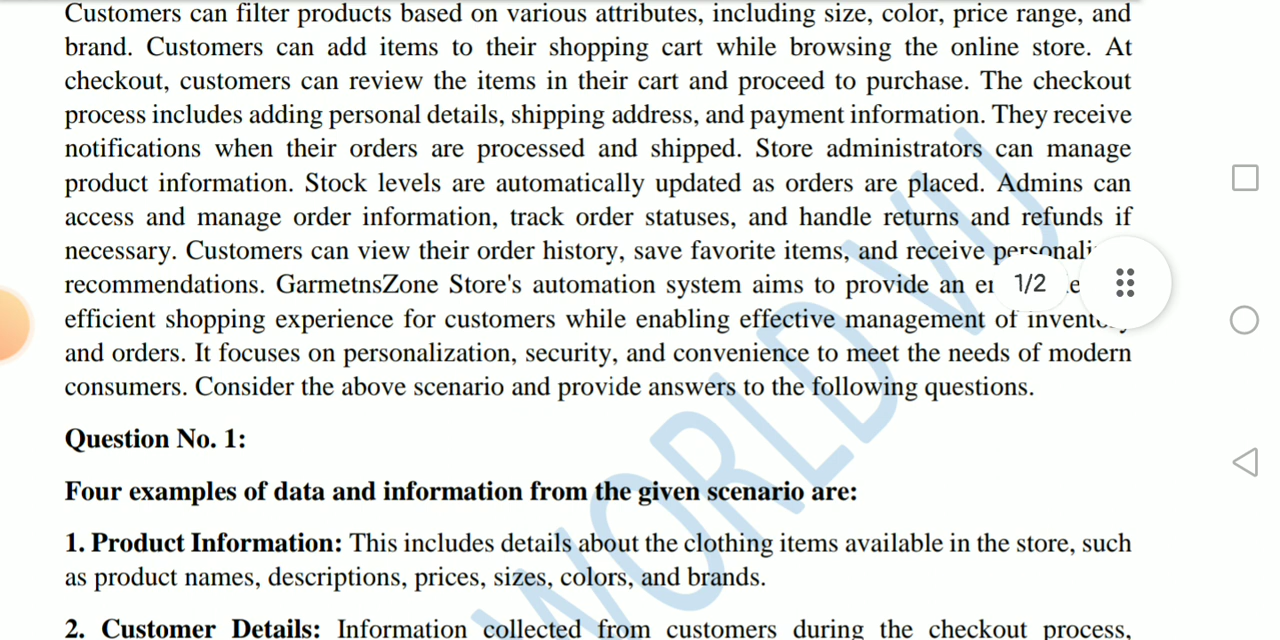 Customers can filter products based on various attributes, including size, color, price range, and
brand. Customers can add items to their shopping cart while browsing the online store. At
checkout, customers can review the items in their cart and proceed to purchase. The checkout
process includes adding personal details, shipping address, and payment information. They receive
notifications when their orders are processed and shipped. Store administrators can manage
product information. Stock levels are automatically updated as orders are placed. Admins can
access and manage order information, track order statuses, and handle returns and refunds if
necessary. Customers can view their order history, save favorite items, and receive
recommendations. GarmetnsZone Store's automation system aims to provide an 1/2
efficient shopping experience for customers while enabling effective management of
and orders. It focuses on personalization, security, and convenience to meet the needs of modern
consumers. Consider the above scenario and provide answers to the following questions.
Question No. 1:
Four examples of data and information from the given scenario are:
1. Product Information: This includes details about the clothing items available in the store, such
as product names, descriptions, prices, sizes, colors, and brands.
2. Customer Details: Information collected from customers during the checkout process,
WORLD VU